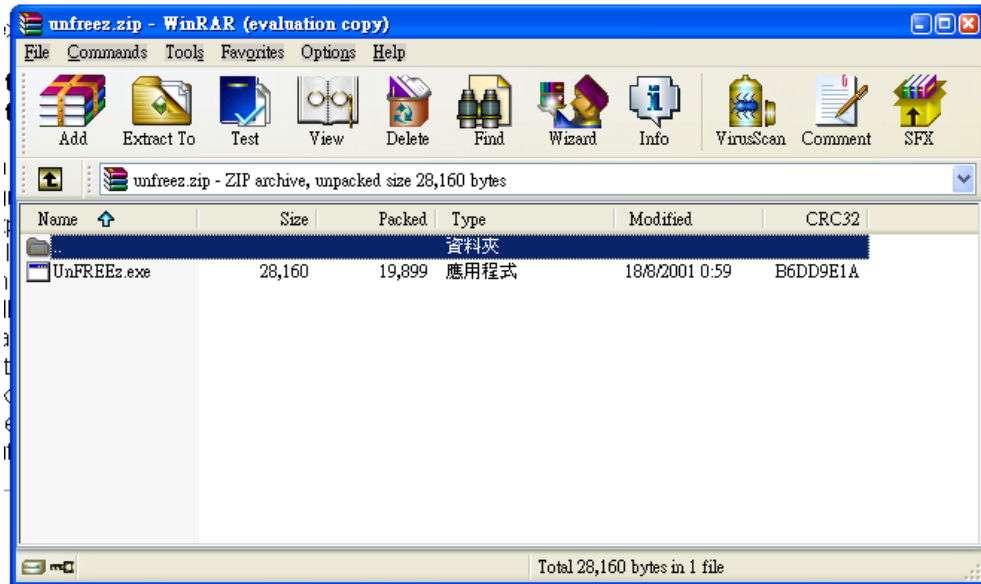 unfreez.zip - WinRAR (evaluation copy)
File Commands Tools Favorites Options Help
Add Extract To Test View Delete Find Wizard Info VirusScan Comment SFX
unfreez.zip - ZIP archive, unpacked size 28,160 bytes
Name Size Packed Type Modified CRC32
.. 資料夾
UnFREEz.exe 28,160 19,899 應用程式 18/8/2001 0:59 B6DD9E1A
Total 28,160 bytes in 1 file